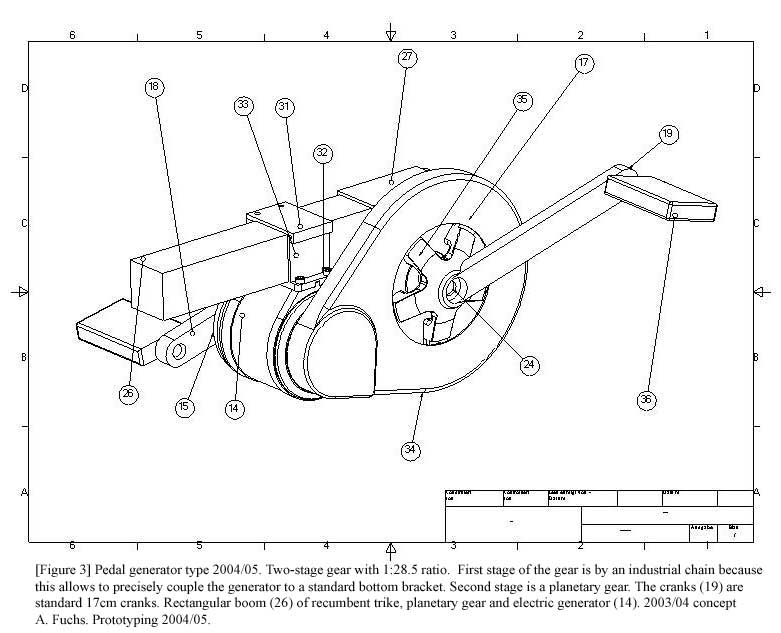 6 5 4 3 2 1
27
17
18
35
33 31
19
32
D D
C C
B B
24
26
36
15 14
34
A A
Ausgabe
6 5 4 3 2 1
[Figure 3] Pedal generator type 2004/05. Two-stage gear with 1:28.5 ratio.  First stage of the gear is by an industrial chain because
this allows to precisely couple the generator to a standard bottom bracket. Second stage is a planetary gear. The cranks (19) are
standard 17cm cranks. Rectangular boom (26) of recumbent trike, planetary gear and electric generator (14). 2003/04 concept
A. Fuchs. Prototyping 2004/05.